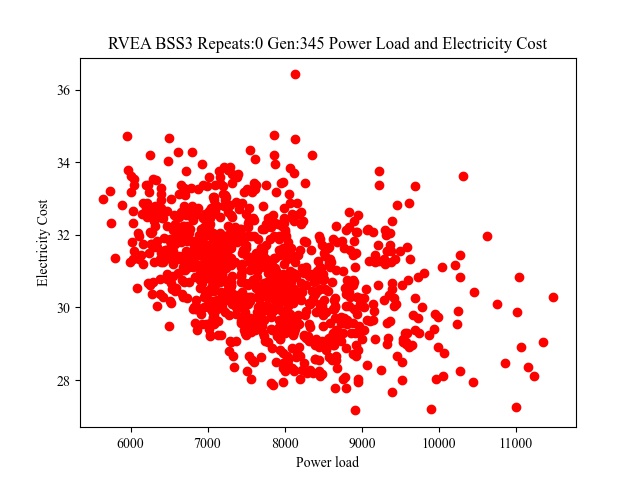 RVEA BSS3 Repeats:0 Gen:345 Power Load and Electricity Cost
36
34
32
30
28
Electricity Cost
6000 7000 8000 9000 10000 11000
Power load